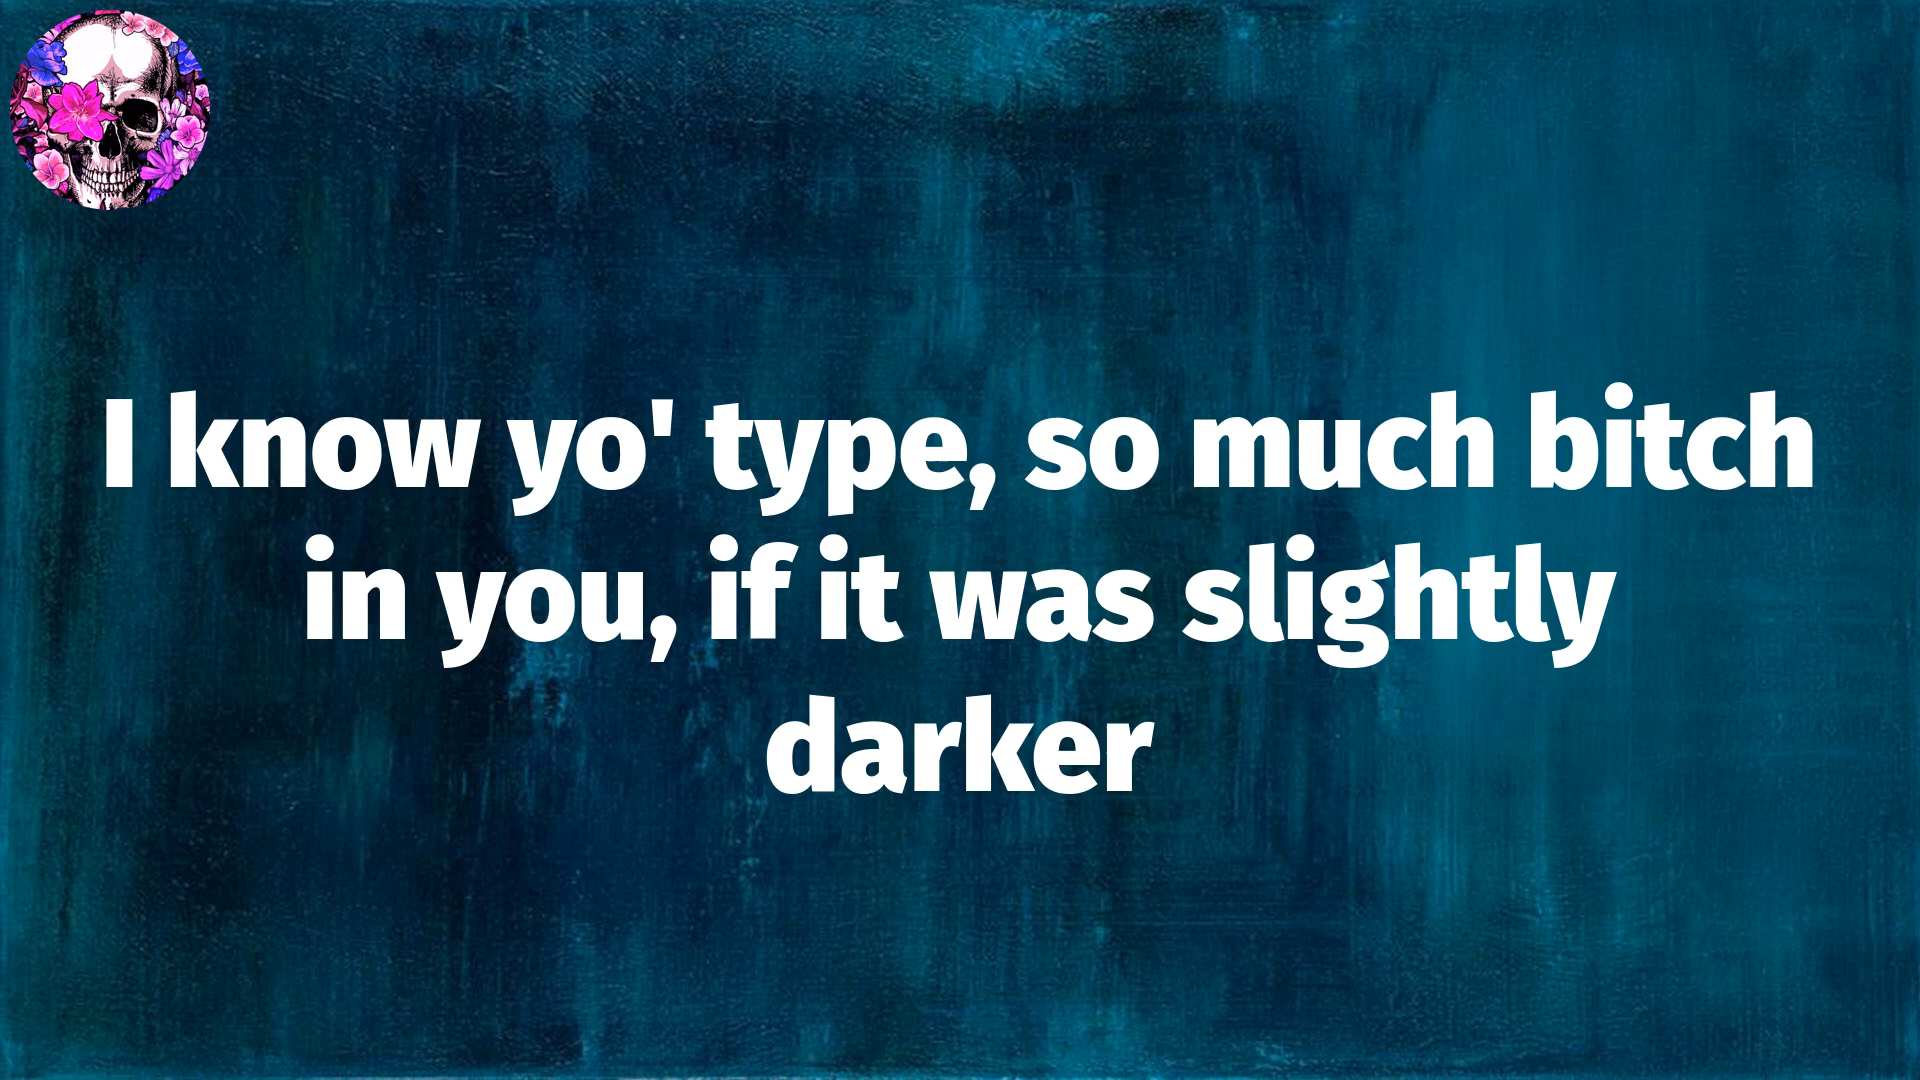 I know yo' type, so much bitch
in you, if it was slightly
darker